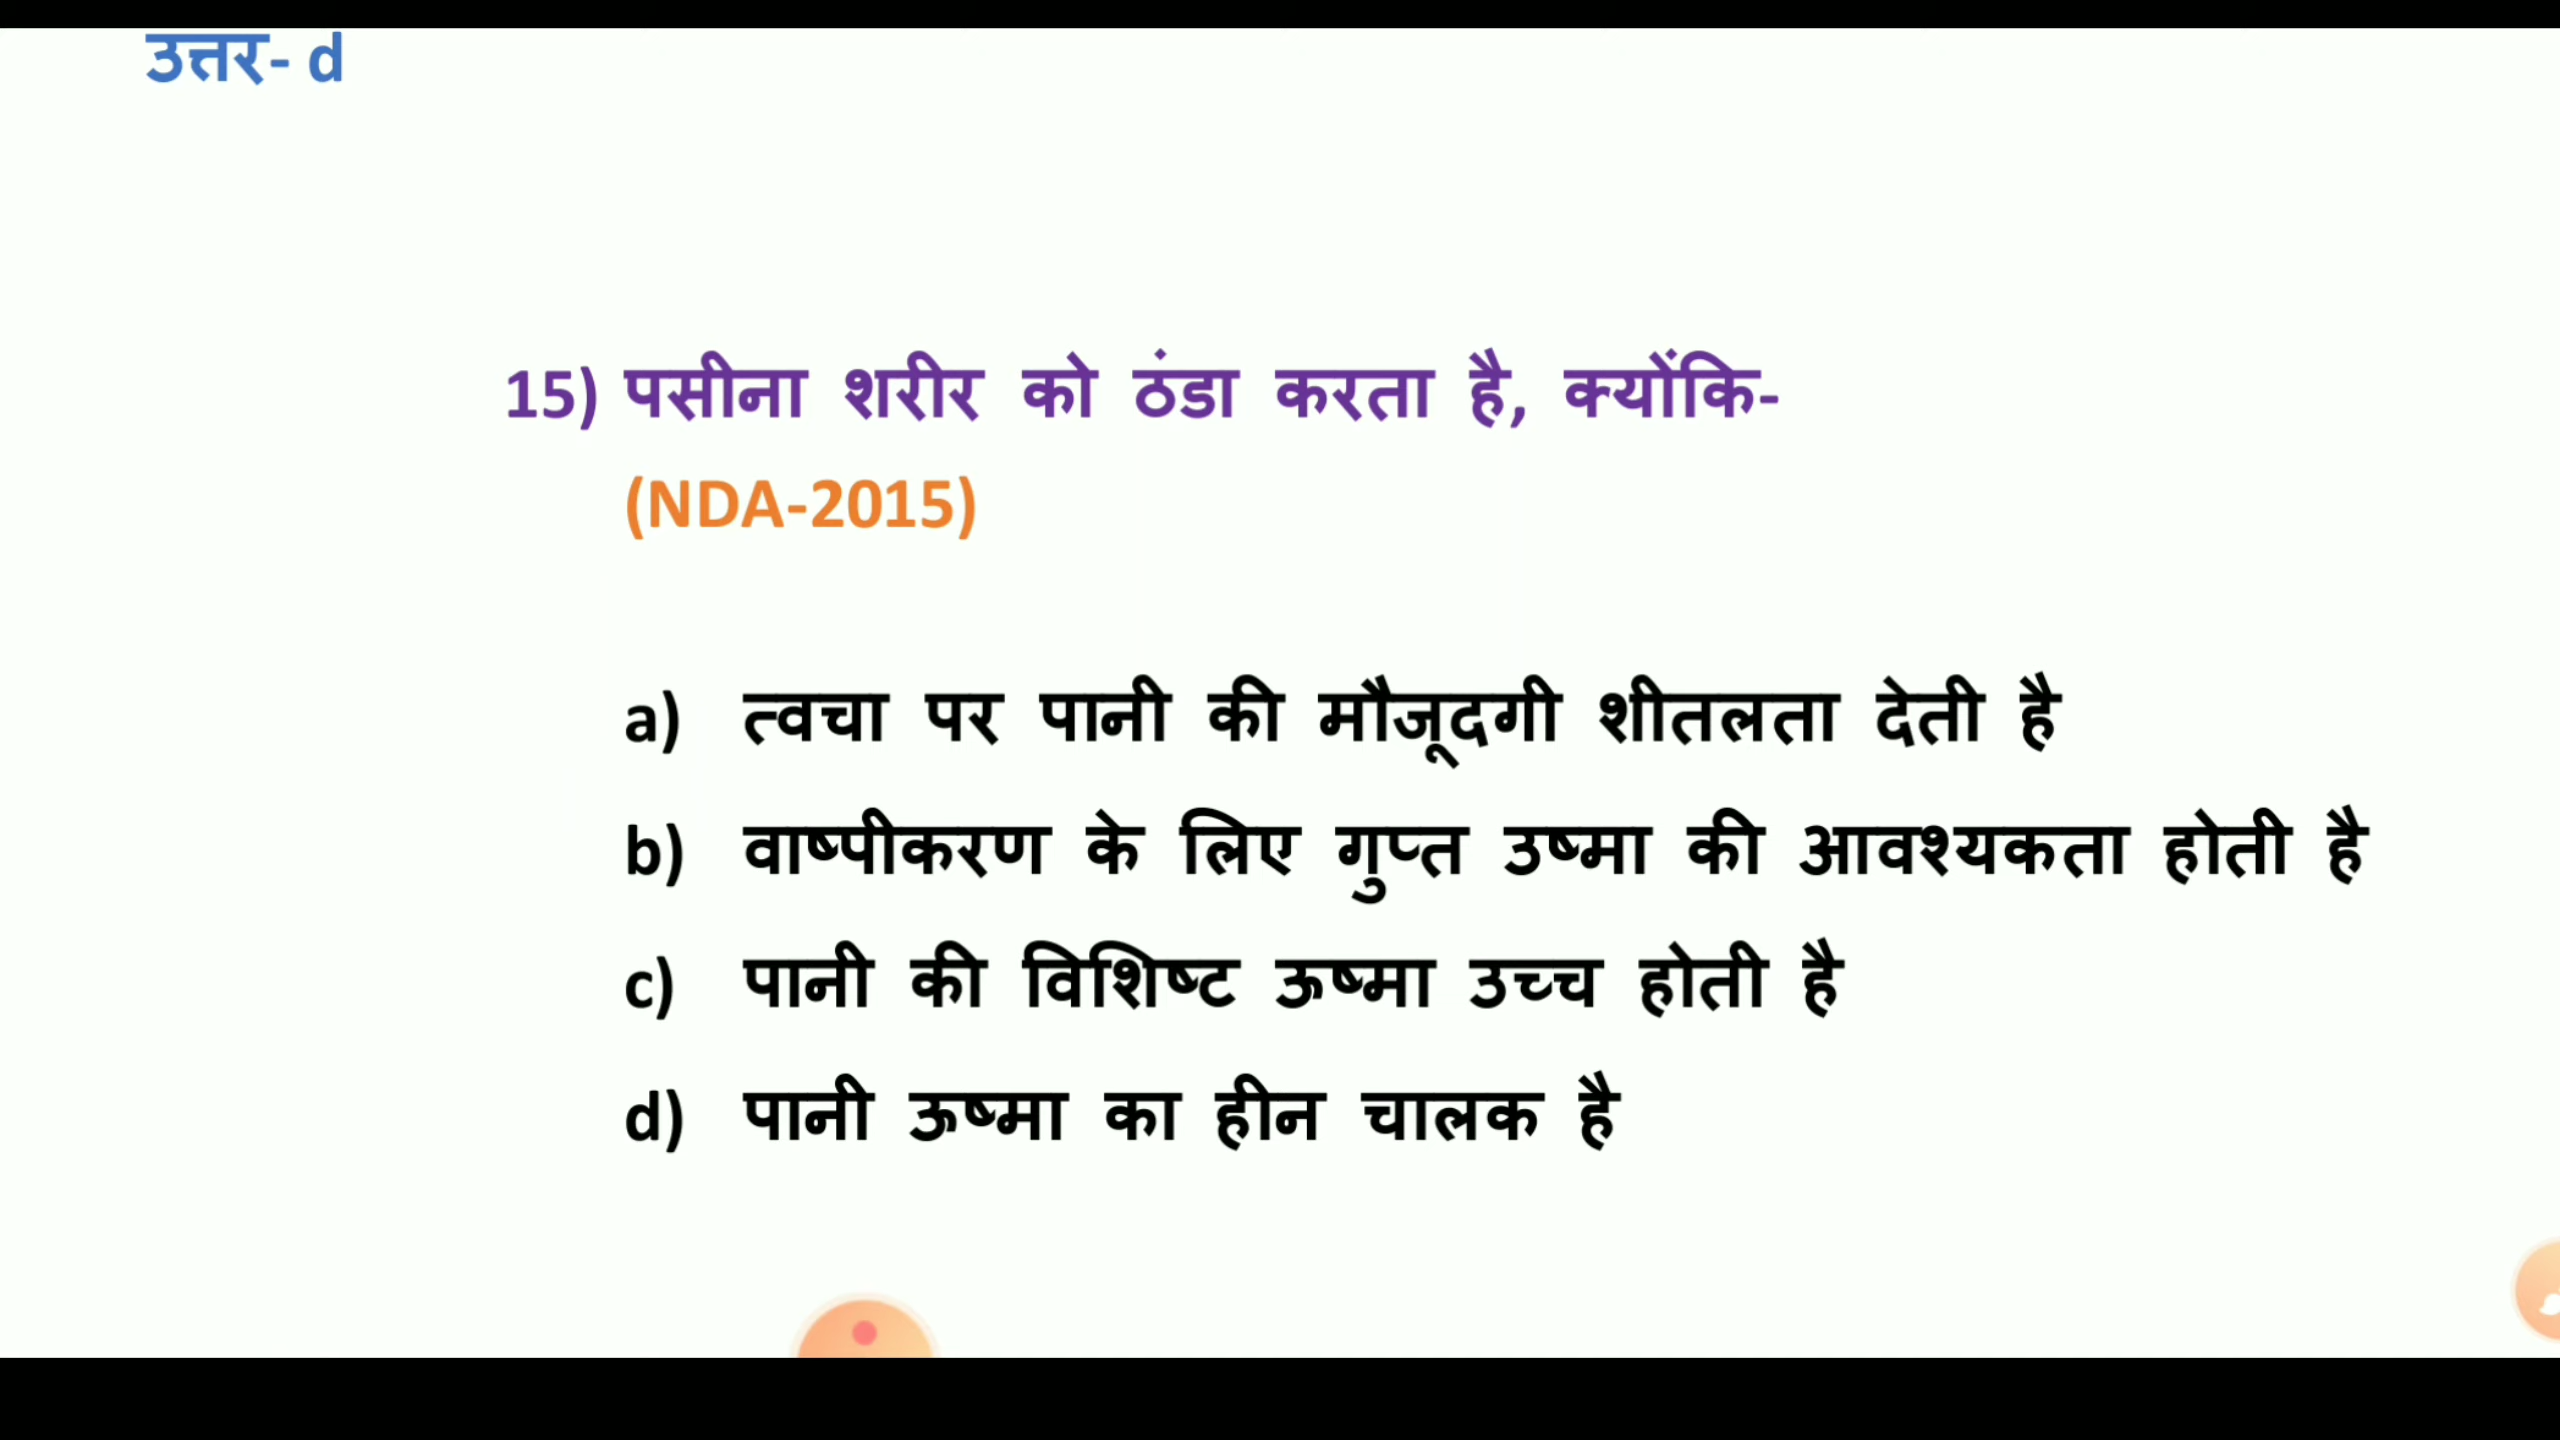 उत्तर- d
15) पसीना शरीर को ठंडा करता है, क्योंकि-
(NDA-2015)
a) त्वचा पर पानी की मौजूदगी शीतलता देती है
b) वाष्पीकरण के लिए गुप्त उष्मा की आवश्यकता होती है
c) पानी की विशिष्ट ऊष्मा उच्च होती है
d) पानी ऊष्मा का हीन चालक है